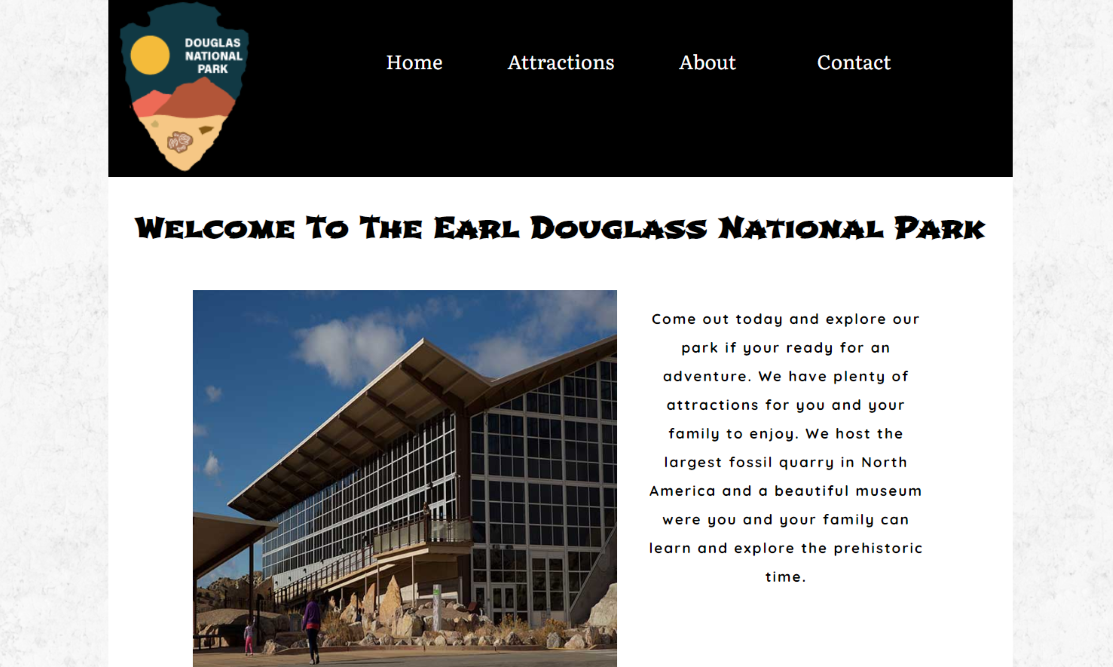 DOUGLAS
NATIONAL
PARK
Home Attractions About Contact
Welcome To The Earl Douglass National Park
Come out today and explore our
park if your ready for an
adventure. We have plenty of
attractions for you and your
family to enjoy. We host the
largest fossil quarry in North
America and a beautiful museum
were you and your family can
learn and explore the prehistoric
time.